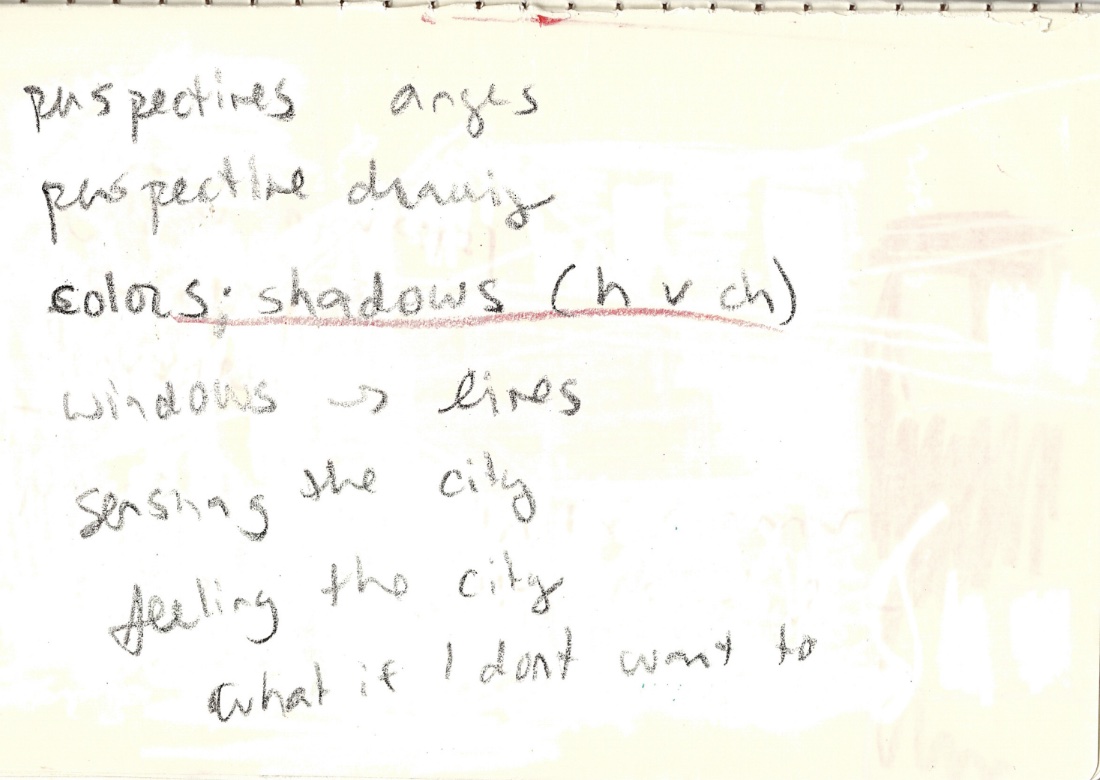 perspectives anges
perspective drawing
colors; shadows (h v ch)
windows ~> lines
sensing the city
feeling the city
what if I dont want to